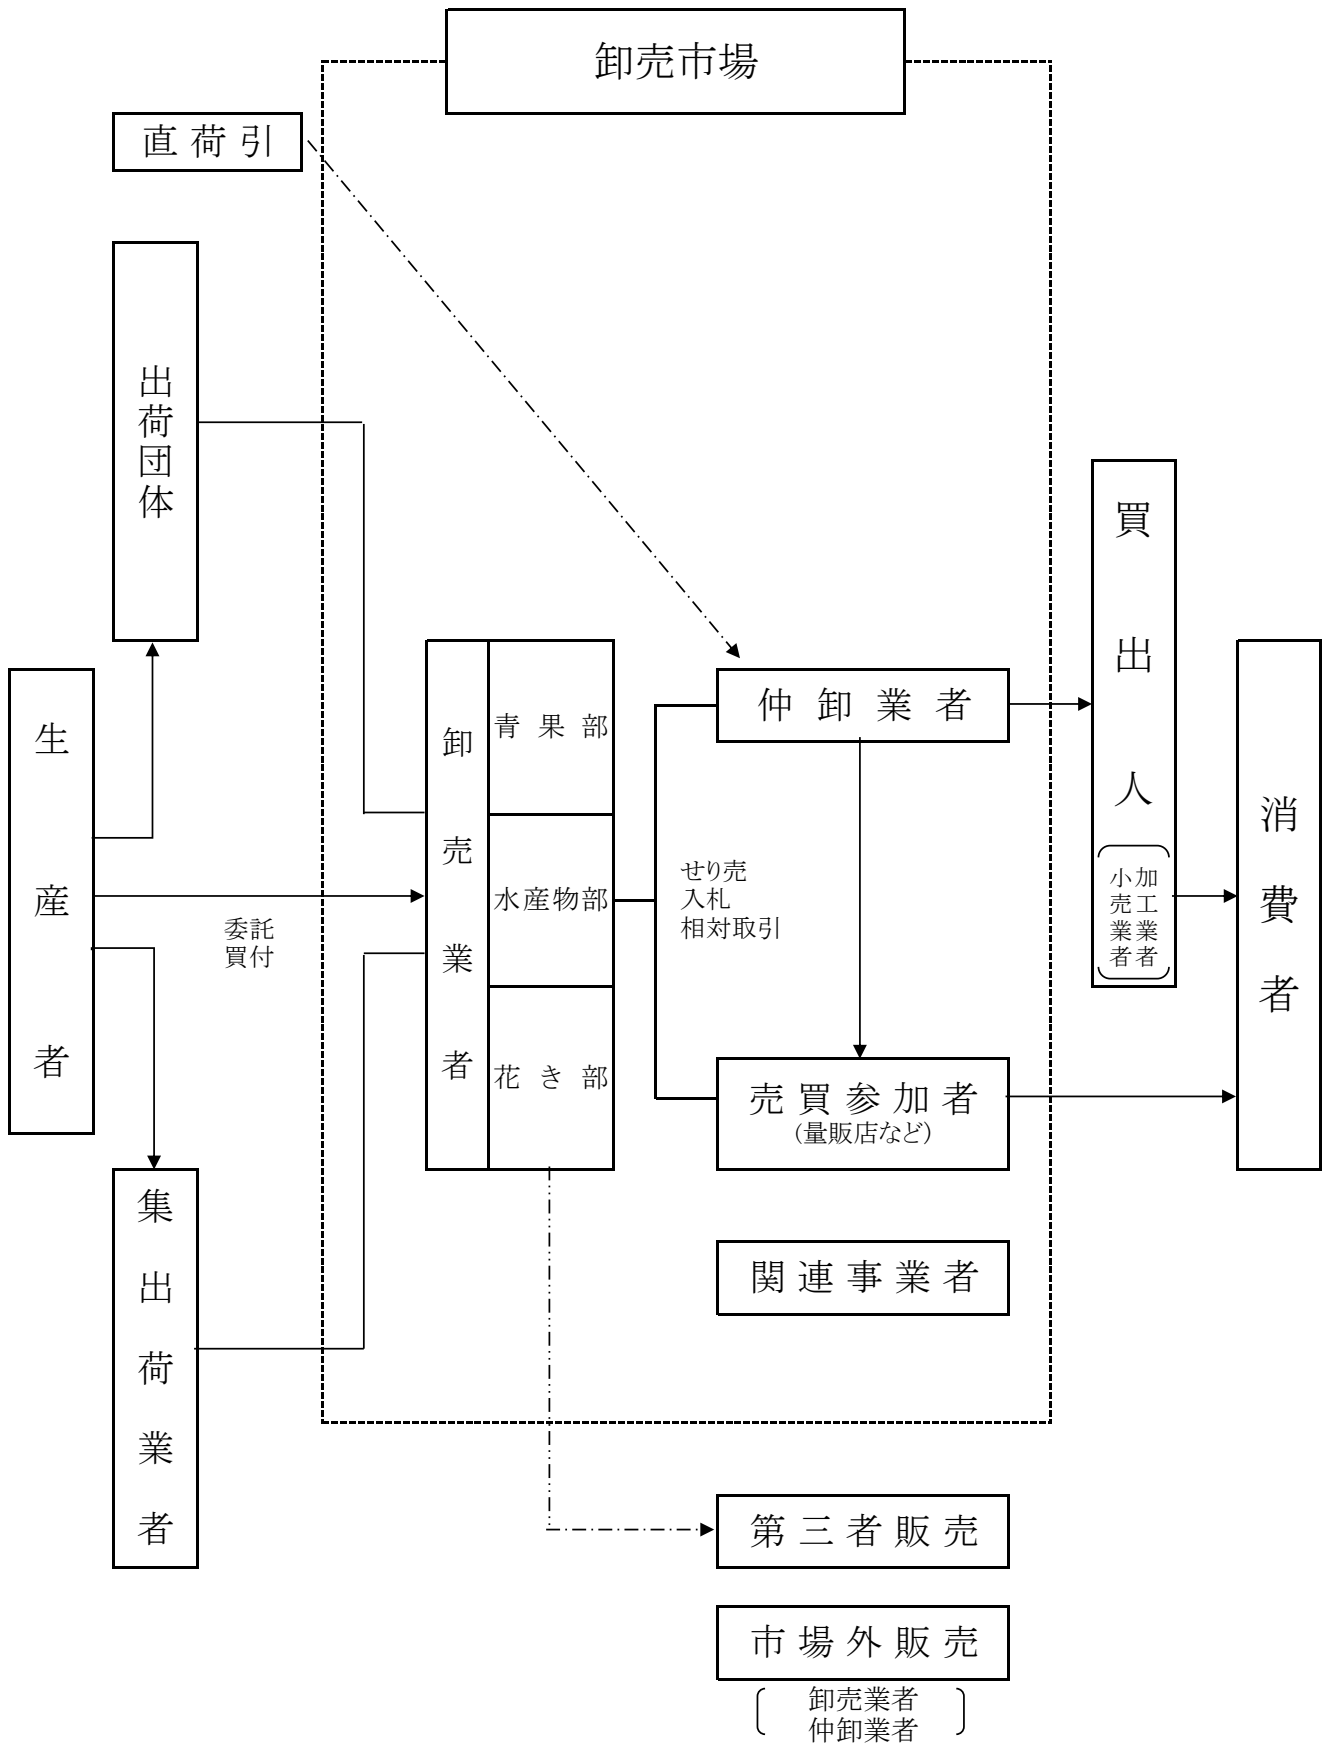 卸売市場
直荷引
出荷団体
生産者
集出荷業者
委託
買付
卸売業者
青果部
水産物部
花き部
せり売
入札
相対取引
仲卸業者
売買参加者
(量販店など)
関連事業者
買出人
加工業者
小売業者
消費者
第三者販売
市場外販売
卸売業者
仲卸業者